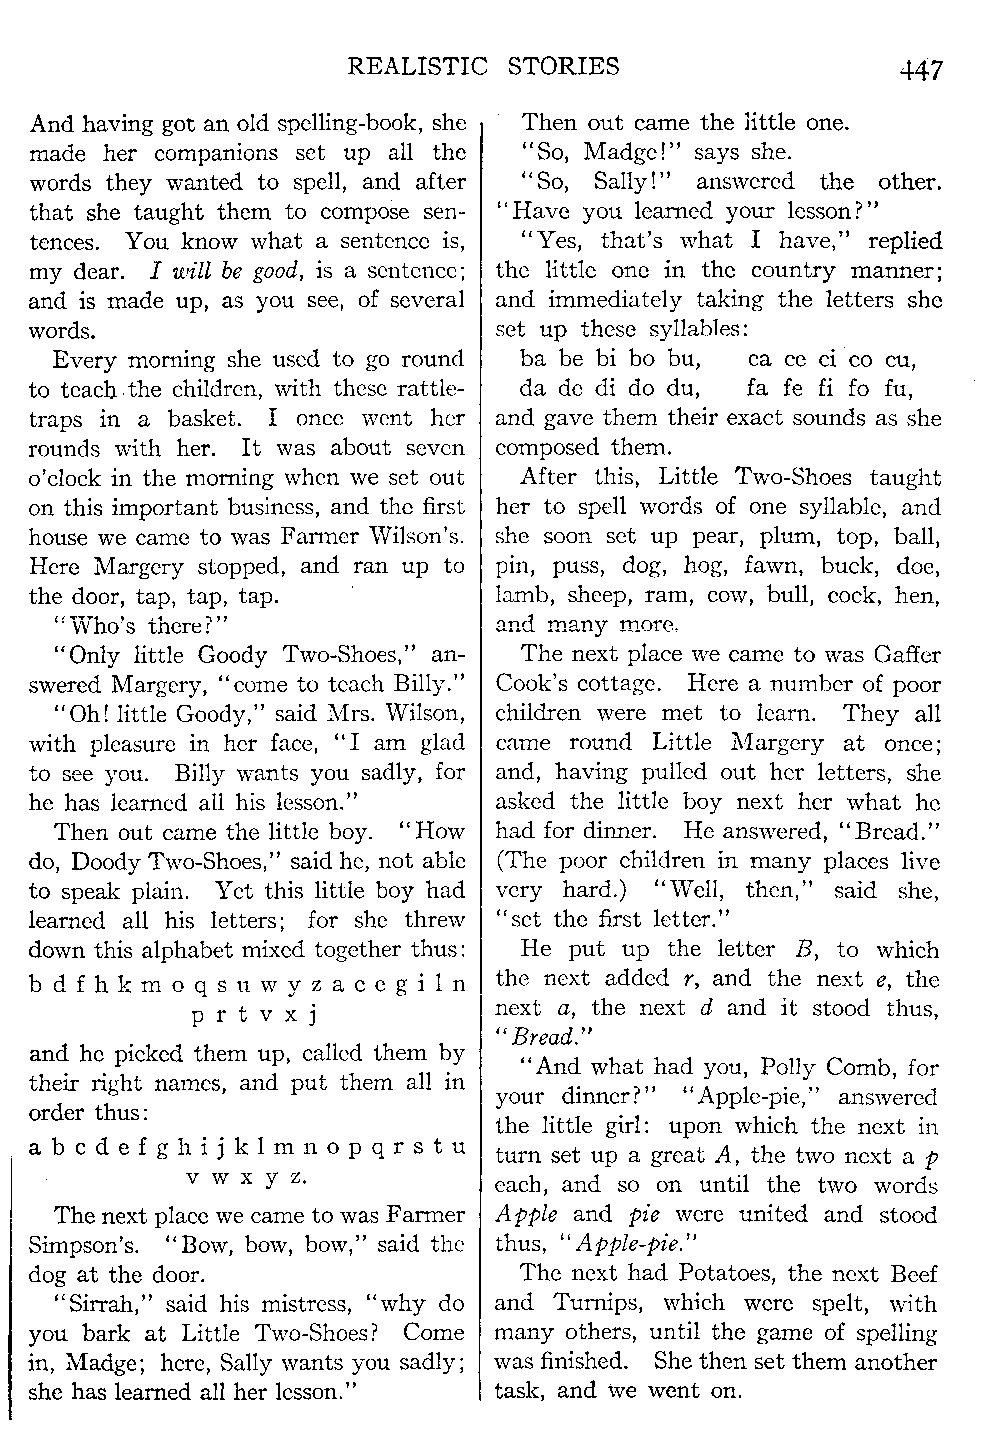 REALISTIC STORIES
447
And having got an old spelling-book, she
made her companions set up all the
words they wanted to spell, and after
that she taught them to compose sen-
tences. You know what a sentence is,
my dear. I will be good, is a sentence;
and is made up, as you see, of several
words.
Every morning she used to go round
to teach the children, with these rattle-
traps in a basket. I once went her
rounds with her. It was about seven
o'clock in the morning when we set out
on this important business, and the first
house we came to was Farmer Wilson's.
Here Margery stopped, and ran up to
the door, tap, tap, tap.
"Who's there?"
"Only little Goody Two-Shoes," an-
swered Margery, "come to teach Billy."
"Oh! little Goody," said Mrs. Wilson,
with pleasure in her face, "I am glad
to see you. Billy wants you sadly, for
he has learned all his lesson."
Then out came the little boy. "How
do, Doody Two-Shoes," said he, not able
to speak plain. Yet this little boy had
learned all his letters; for she threw
down this alphabet mixed together thus:
b d f h k m o q s u w y z a c e g i l n
p r t v x j
and he picked them up, called them by
their right names, and put them all in
order thus:
a b c d e f g h i j k l m n o p q r s t u
v w x y z.
The next place we came to was Farmer
Simpson's. "Bow, bow, bow," said the
dog at the door.
"Sirrah," said his mistress, "why do
you bark at Little Two-Shoes? Come
in, Madge; here, Sally wants you sadly;
she has learned all her lesson."
Then out came the little one.
"So, Madge!" says she.
"So, Sally!" answered the other.
"Have you learned your lesson?"
"Yes, that's what I have," replied
the little one in the country manner;
and immediately taking the letters she
set up these syllables:
ba be bi bo bu, ca ce ci co cu,
da de di do du, fa fe fi fo fu,
and gave them their exact sounds as she
composed them.
After this, Little Two-Shoes taught
her to spell words of one syllable, and
she soon set up pear, plum, top, ball,
pin, puss, dog, hog, fawn, buck, doe,
lamb, sheep, ram, cow, bull, cock, hen,
and many more.
The next place we came to was Gaffer
Cook's cottage. Here a number of poor
children were met to learn. They all
came round Little Margery at once;
and, having pulled out her letters, she
asked the little boy next her what he
had for dinner. He answered, "Bread."
(The poor children in many places live
very hard.) "Well, then," said she,
"set the first letter."
He put up the letter B, to which
the next added r, and the next e, the
next a, the next d and it stood thus,
"Bread."
"And what had you, Polly Comb, for
your dinner?" "Apple-pie," answered
the little girl: upon which the next in
turn set up a great A, the two next a p
each, and so on until the two words
Apple and pie were united and stood
thus, "Apple-pie."
The next had Potatoes, the next Beef
and Turnips, which were spelt, with
many others, until the game of spelling
was finished. She then set them another
task, and we went on.